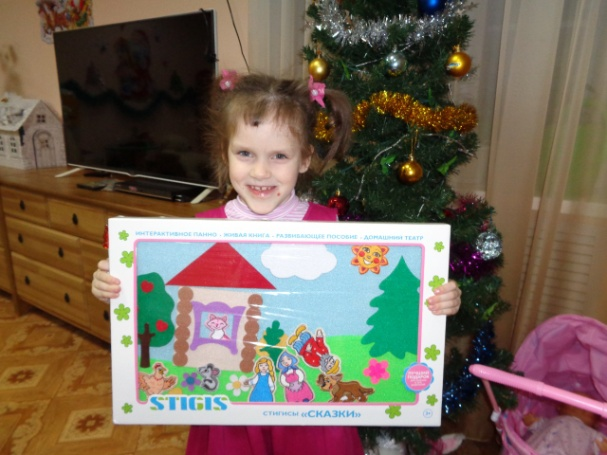 ИНТЕРАКТИВНОЕ ПАННО • ЖИВАЯ КНИГА • РАЗВИВАЮЩЕЕ ПОСОБИЕ • ДОМАШНИЙ ТЕАТР
STIGIS
СТИГИСЫ «СКАЗКИ»